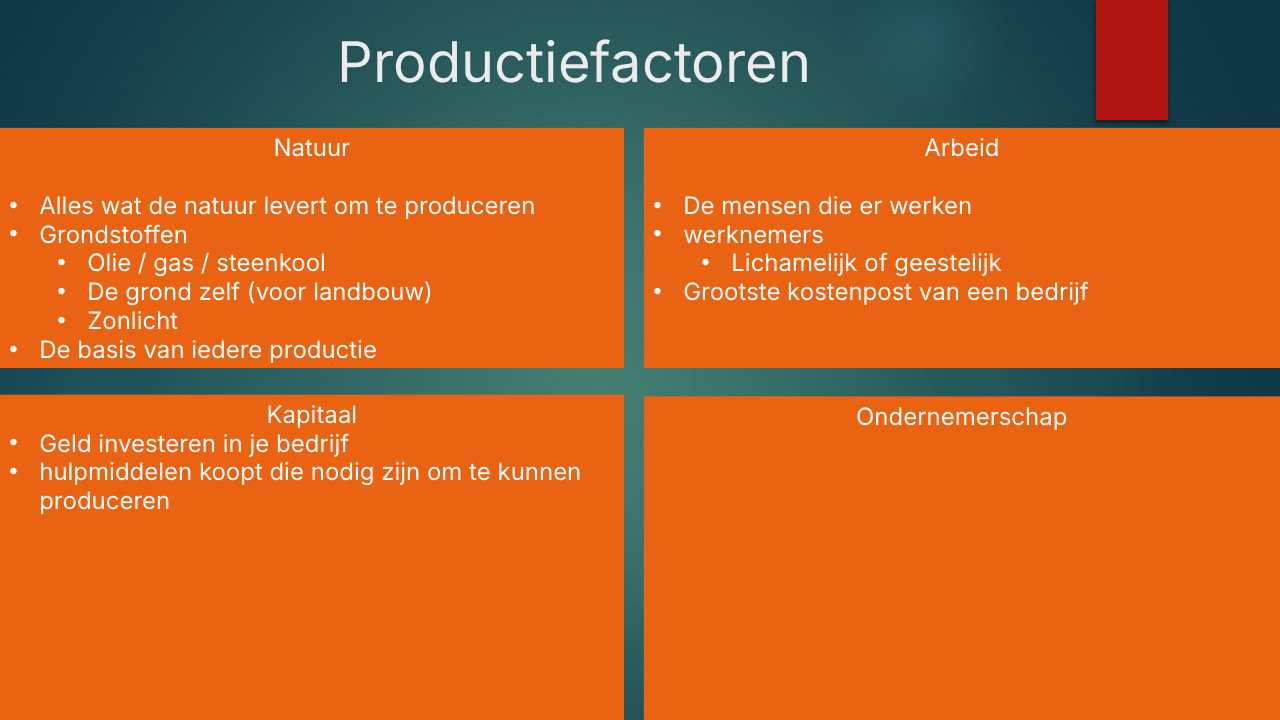 Productiefactoren
Natuur
• Alles wat de natuur levert om te produceren
• Grondstoffen
• Olie / gas / steenkool
• De grond zelf (voor landbouw)
• Zonlicht
• De basis van iedere productie
Arbeid
• De mensen die er werken
• werknemers
• Lichamelijk of geestelijk
• Grootste kostenpost van een bedrijf
Kapitaal
• Geld investeren in je bedrijf
• hulpmiddelen koopt die nodig zijn om te kunnen
produceren
Ondernemerschap